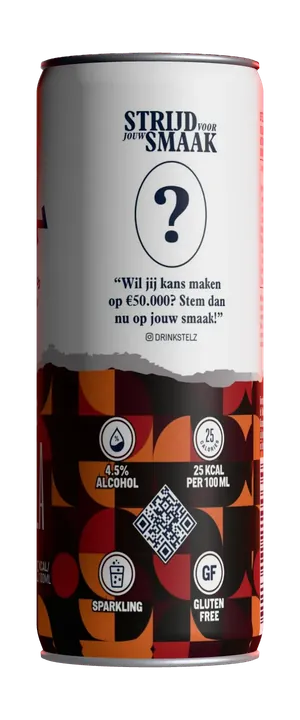 STRIJD VOOR
JOUW SMAAK
?
“Wil jij kans maken
op €50.000? Stem dan
nu op jouw smaak!”
DRINKSTELZ
4.5%
ALCOHOL
25
CALORIES
25 KCAL
PER 100 ML
SPARKLING
GF
GLUTEN
FREE